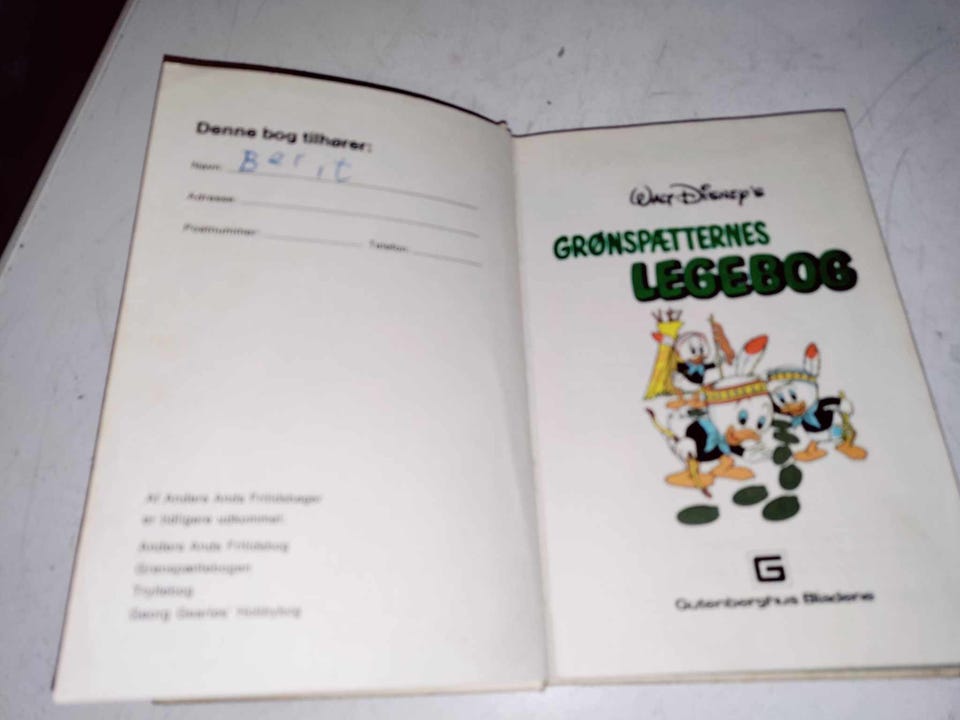 Denne bog tilhører:
Navn: Berit
Adresse:
Postnummer: Telefon:
Af Anders Ands Fritidsbøger
er tidligere udkommet:
Anders Ands Fritidsbog
Grønspættebogen
Tryllebog
Georg Gearløs' Hobbybog
WALT DISNEY'S
GRØNSPÆTTERNES
LEGEBOG
G
Gutenberghus Bladene